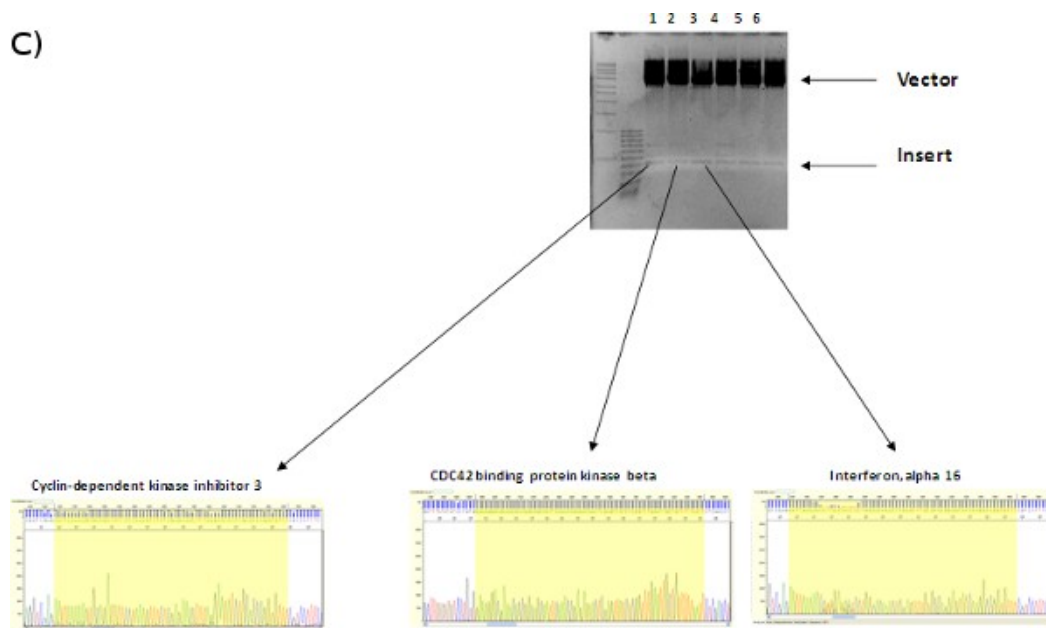 C)
1 2 3 4 5 6
Vector
Insert
Cyclin-dependent kinase inhibitor 3
CDC42 binding protein kinase beta
Interferon, alpha 16